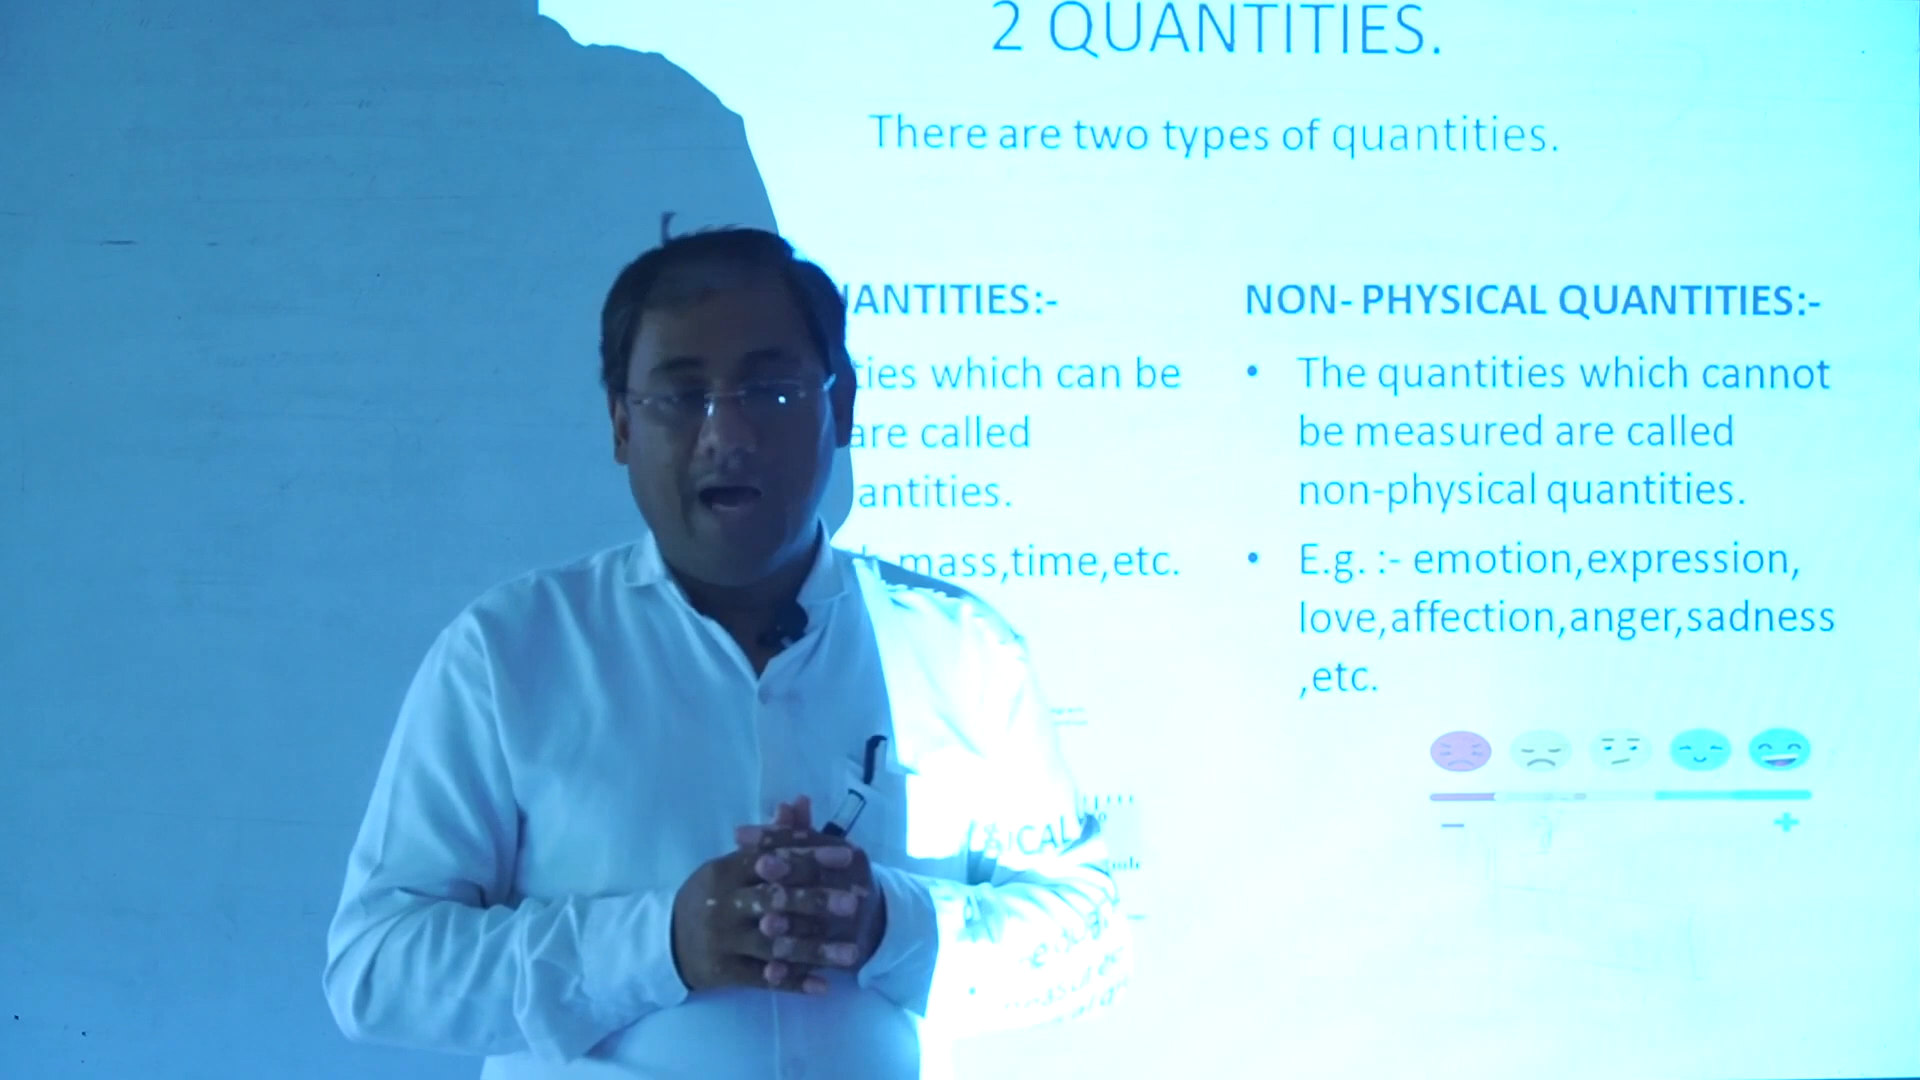 2 QUANTITIES.
There are two types of quantities.
ANTITIES:-
ties which can be
are called
antities.
mass,time,etc.
NON- PHYSICAL QUANTITIES:-
• The quantities which cannot
be measured are called
non-physical quantities.
• E.g. :- emotion,expression,
love,affection,anger,sadness
,etc.